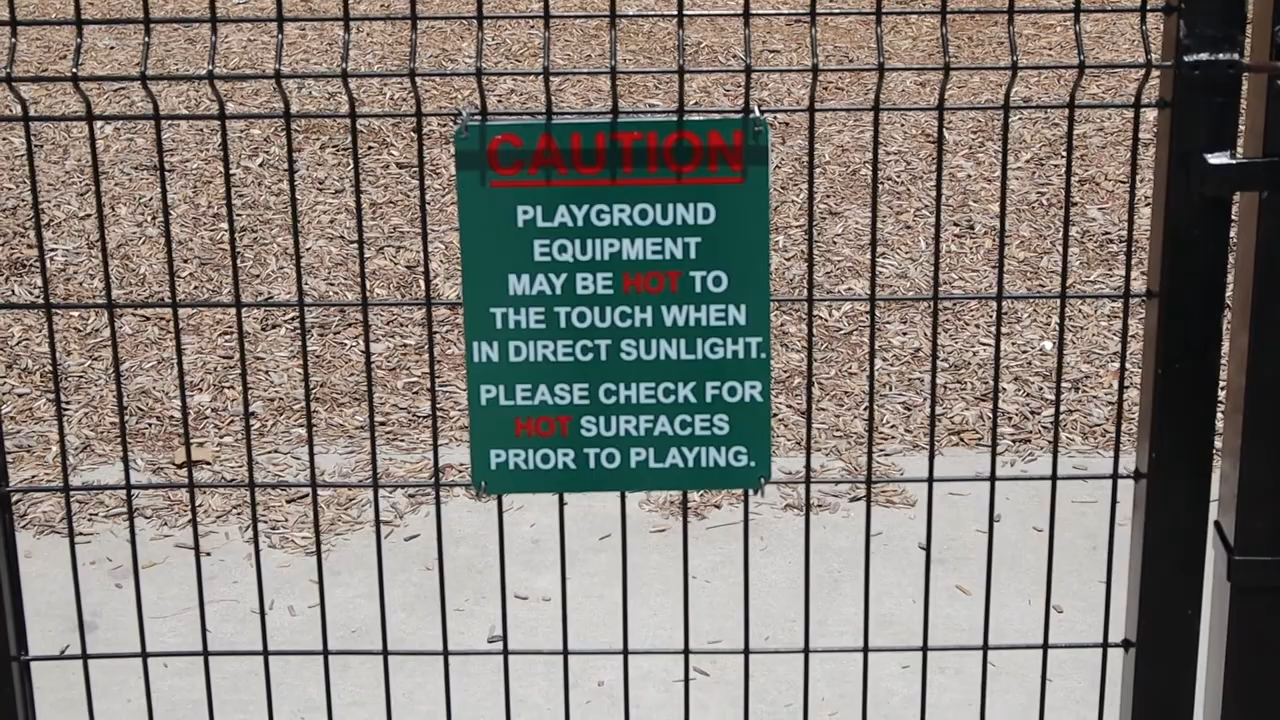 CAUTION
PLAYGROUND
EQUIPMENT
MAY BE HOT TO
THE TOUCH WHEN
IN DIRECT SUNLIGHT.
PLEASE CHECK FOR
HOT SURFACES
PRIOR TO PLAYING.